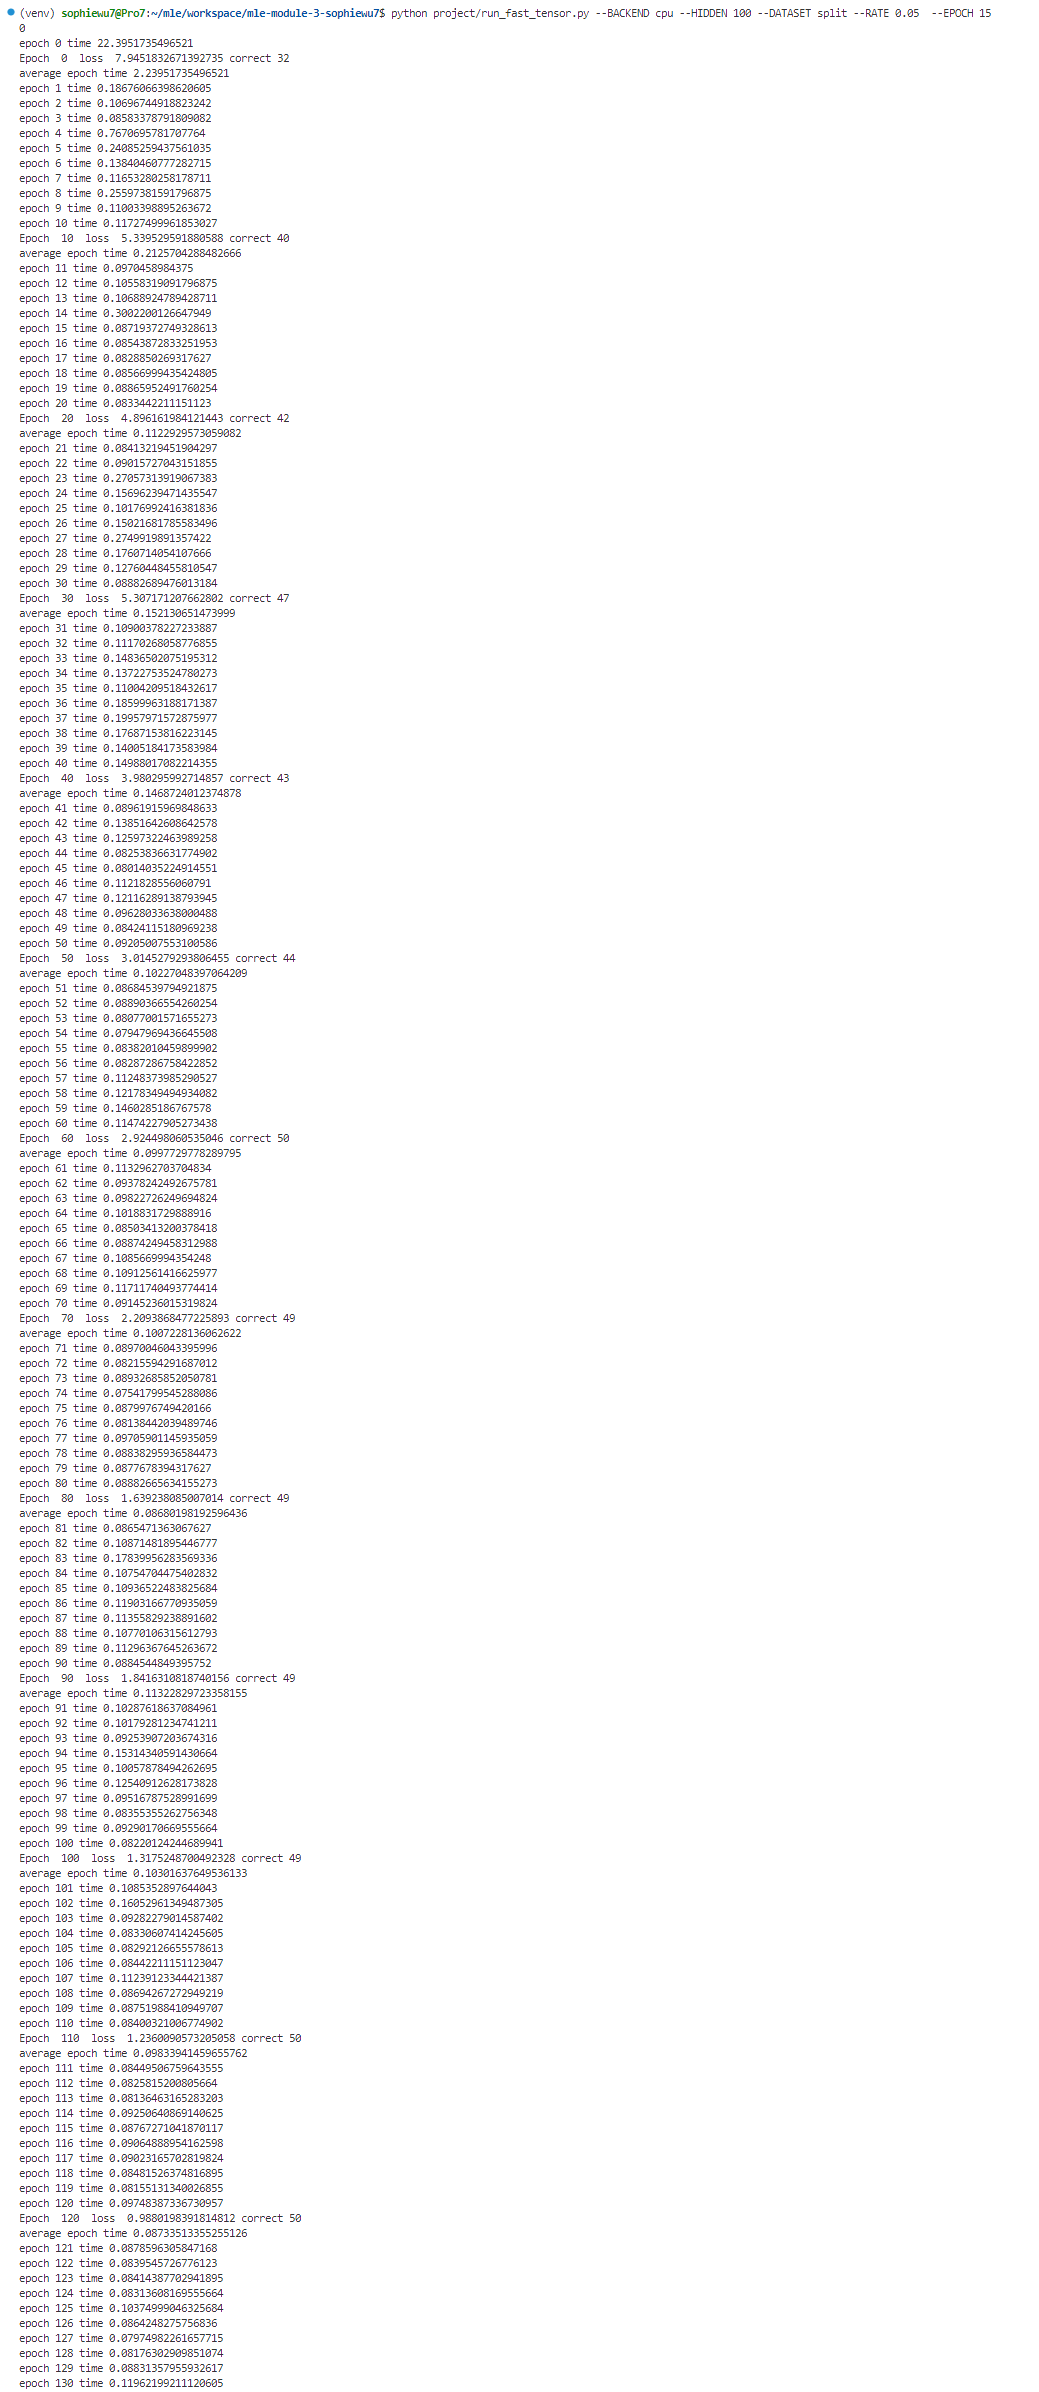 (venv) sophiewu7@Pro7:~/mle/workspace/mle-module-3-sophiewu7$ python project/run_fast_tensor.py --BACKEND cpu --HIDDEN 100 --DATASET split --RATE 0.05  --EPOCH 15
0
epoch 0 time 22.3951735496521
Epoch  0  loss  7.9451832671392735 correct 32
average epoch time 2.23951735496521
epoch 1 time 0.18676066398620605
epoch 2 time 0.10696744918823242
epoch 3 time 0.08583378791809082
epoch 4 time 0.7670695781707764
epoch 5 time 0.24085259437561035
epoch 6 time 0.13840460777282715
epoch 7 time 0.11653280258178711
epoch 8 time 0.25597381591796875
epoch 9 time 0.11003398895263672
epoch 10 time 0.11727499961853027
Epoch  10  loss  5.339529591880588 correct 40
average epoch time 0.2125704288482666
epoch 11 time 0.0970458984375
epoch 12 time 0.10558319091796875
epoch 13 time 0.10688924789428711
epoch 14 time 0.3002200126647949
epoch 15 time 0.08719372749328613
epoch 16 time 0.08543872833251953
epoch 17 time 0.0828850269317627
epoch 18 time 0.08566999435424805
epoch 19 time 0.08865952491760254
epoch 20 time 0.0833442211151123
Epoch  20  loss  4.896161984121443 correct 42
average epoch time 0.1122929573059082
epoch 21 time 0.08413219451904297
epoch 22 time 0.09015727043151855
epoch 23 time 0.27057313919067383
epoch 24 time 0.15696239471435547
epoch 25 time 0.10176992416381836
epoch 26 time 0.15021681785583496
epoch 27 time 0.2749919891357422
epoch 28 time 0.1760714054107666
epoch 29 time 0.12760448455810547
epoch 30 time 0.08882689476013184
Epoch  30  loss  5.307171207662802 correct 47
average epoch time 0.152130651473999
epoch 31 time 0.10900378227233887
epoch 32 time 0.11170268058776855
epoch 33 time 0.14836502075195312
epoch 34 time 0.13722753524780273
epoch 35 time 0.11004209518432617
epoch 36 time 0.18599963188171387
epoch 37 time 0.19957971572875977
epoch 38 time 0.17687153816223145
epoch 39 time 0.14005184173583984
epoch 40 time 0.14988017082214355
Epoch  40  loss  3.980295992714857 correct 43
average epoch time 0.1468724012374878
epoch 41 time 0.08961915969848633
epoch 42 time 0.13851642608642578
epoch 43 time 0.12597322463989258
epoch 44 time 0.08253836631774902
epoch 45 time 0.08014035224914551
epoch 46 time 0.1121828556060791
epoch 47 time 0.12116289138793945
epoch 48 time 0.09628033638000488
epoch 49 time 0.08424115180969238
epoch 50 time 0.09205007553100586
Epoch  50  loss  3.0145279293806455 correct 44
average epoch time 0.10227048397064209
epoch 51 time 0.08684539794921875
epoch 52 time 0.08890366554260254
epoch 53 time 0.08077001571655273
epoch 54 time 0.07947969436645508
epoch 55 time 0.08382010459899902
epoch 56 time 0.08287286758422852
epoch 57 time 0.11248373985290527
epoch 58 time 0.12178349494934082
epoch 59 time 0.1460285186767578
epoch 60 time 0.11474227905273438
Epoch  60  loss  2.924498060535046 correct 50
average epoch time 0.0997729778289795
epoch 61 time 0.1132962703704834
epoch 62 time 0.09378242492675781
epoch 63 time 0.09822726249694824
epoch 64 time 0.1018831729888916
epoch 65 time 0.08503413200378418
epoch 66 time 0.08874249458312988
epoch 67 time 0.1085669994354248
epoch 68 time 0.10912561416625977
epoch 69 time 0.11711740493774414
epoch 70 time 0.09145236015319824
Epoch  70  loss  2.2093868477225893 correct 49
average epoch time 0.1007228136062622
epoch 71 time 0.08970046043395996
epoch 72 time 0.08215594291687012
epoch 73 time 0.08932685852050781
epoch 74 time 0.07541799545288086
epoch 75 time 0.0879976749420166
epoch 76 time 0.08138442039489746
epoch 77 time 0.09705901145935059
epoch 78 time 0.08838295936584473
epoch 79 time 0.0877678394317627
epoch 80 time 0.08882665634155273
Epoch  80  loss  1.639238085007014 correct 49
average epoch time 0.08680198192596436
epoch 81 time 0.0865471363067627
epoch 82 time 0.10871481895446777
epoch 83 time 0.17839956283569336
epoch 84 time 0.10754704475402832
epoch 85 time 0.10936522483825684
epoch 86 time 0.11903166770935059
epoch 87 time 0.11355829238891602
epoch 88 time 0.10770106315612793
epoch 89 time 0.11296367645263672
epoch 90 time 0.0884544849395752
Epoch  90  loss  1.8416310818740156 correct 49
average epoch time 0.11322829723358155
epoch 91 time 0.10287618637084961
epoch 92 time 0.10179281234741211
epoch 93 time 0.09253907203674316
epoch 94 time 0.15314340591430664
epoch 95 time 0.10057878494262695
epoch 96 time 0.12540912628173828
epoch 97 time 0.09516787528991699
epoch 98 time 0.08355355262756348
epoch 99 time 0.09290170669555664
epoch 100 time 0.08220124244689941
Epoch  100  loss  1.3175248700492328 correct 49
average epoch time 0.10301637649536133
epoch 101 time 0.1085352897644043
epoch 102 time 0.16052961349487305
epoch 103 time 0.09282279014587402
epoch 104 time 0.08330607414245605
epoch 105 time 0.08292126655578613
epoch 106 time 0.08442211151123047
epoch 107 time 0.11239123344421387
epoch 108 time 0.08694267272949219
epoch 109 time 0.08751988410949707
epoch 110 time 0.08400321006774902
Epoch  110  loss  1.2360090573205058 correct 50
average epoch time 0.09833941459655762
epoch 111 time 0.08449506759643555
epoch 112 time 0.0825815200805664
epoch 113 time 0.08136463165283203
epoch 114 time 0.09250640869140625
epoch 115 time 0.08767271041870117
epoch 116 time 0.09064888954162598
epoch 117 time 0.09023165702819824
epoch 118 time 0.08481526374816895
epoch 119 time 0.08155131340026855
epoch 120 time 0.09748387336730957
Epoch  120  loss  0.9880198391814812 correct 50
average epoch time 0.08733513355255126
epoch 121 time 0.0878596305847168
epoch 122 time 0.0839545726776123
epoch 123 time 0.08414387702941895
epoch 124 time 0.08313608169555664
epoch 125 time 0.10374999046325684
epoch 126 time 0.0864248275756836
epoch 127 time 0.07974982261657715
epoch 128 time 0.08176302909851074
epoch 129 time 0.08831357955932617
epoch 130 time 0.11962199211120605